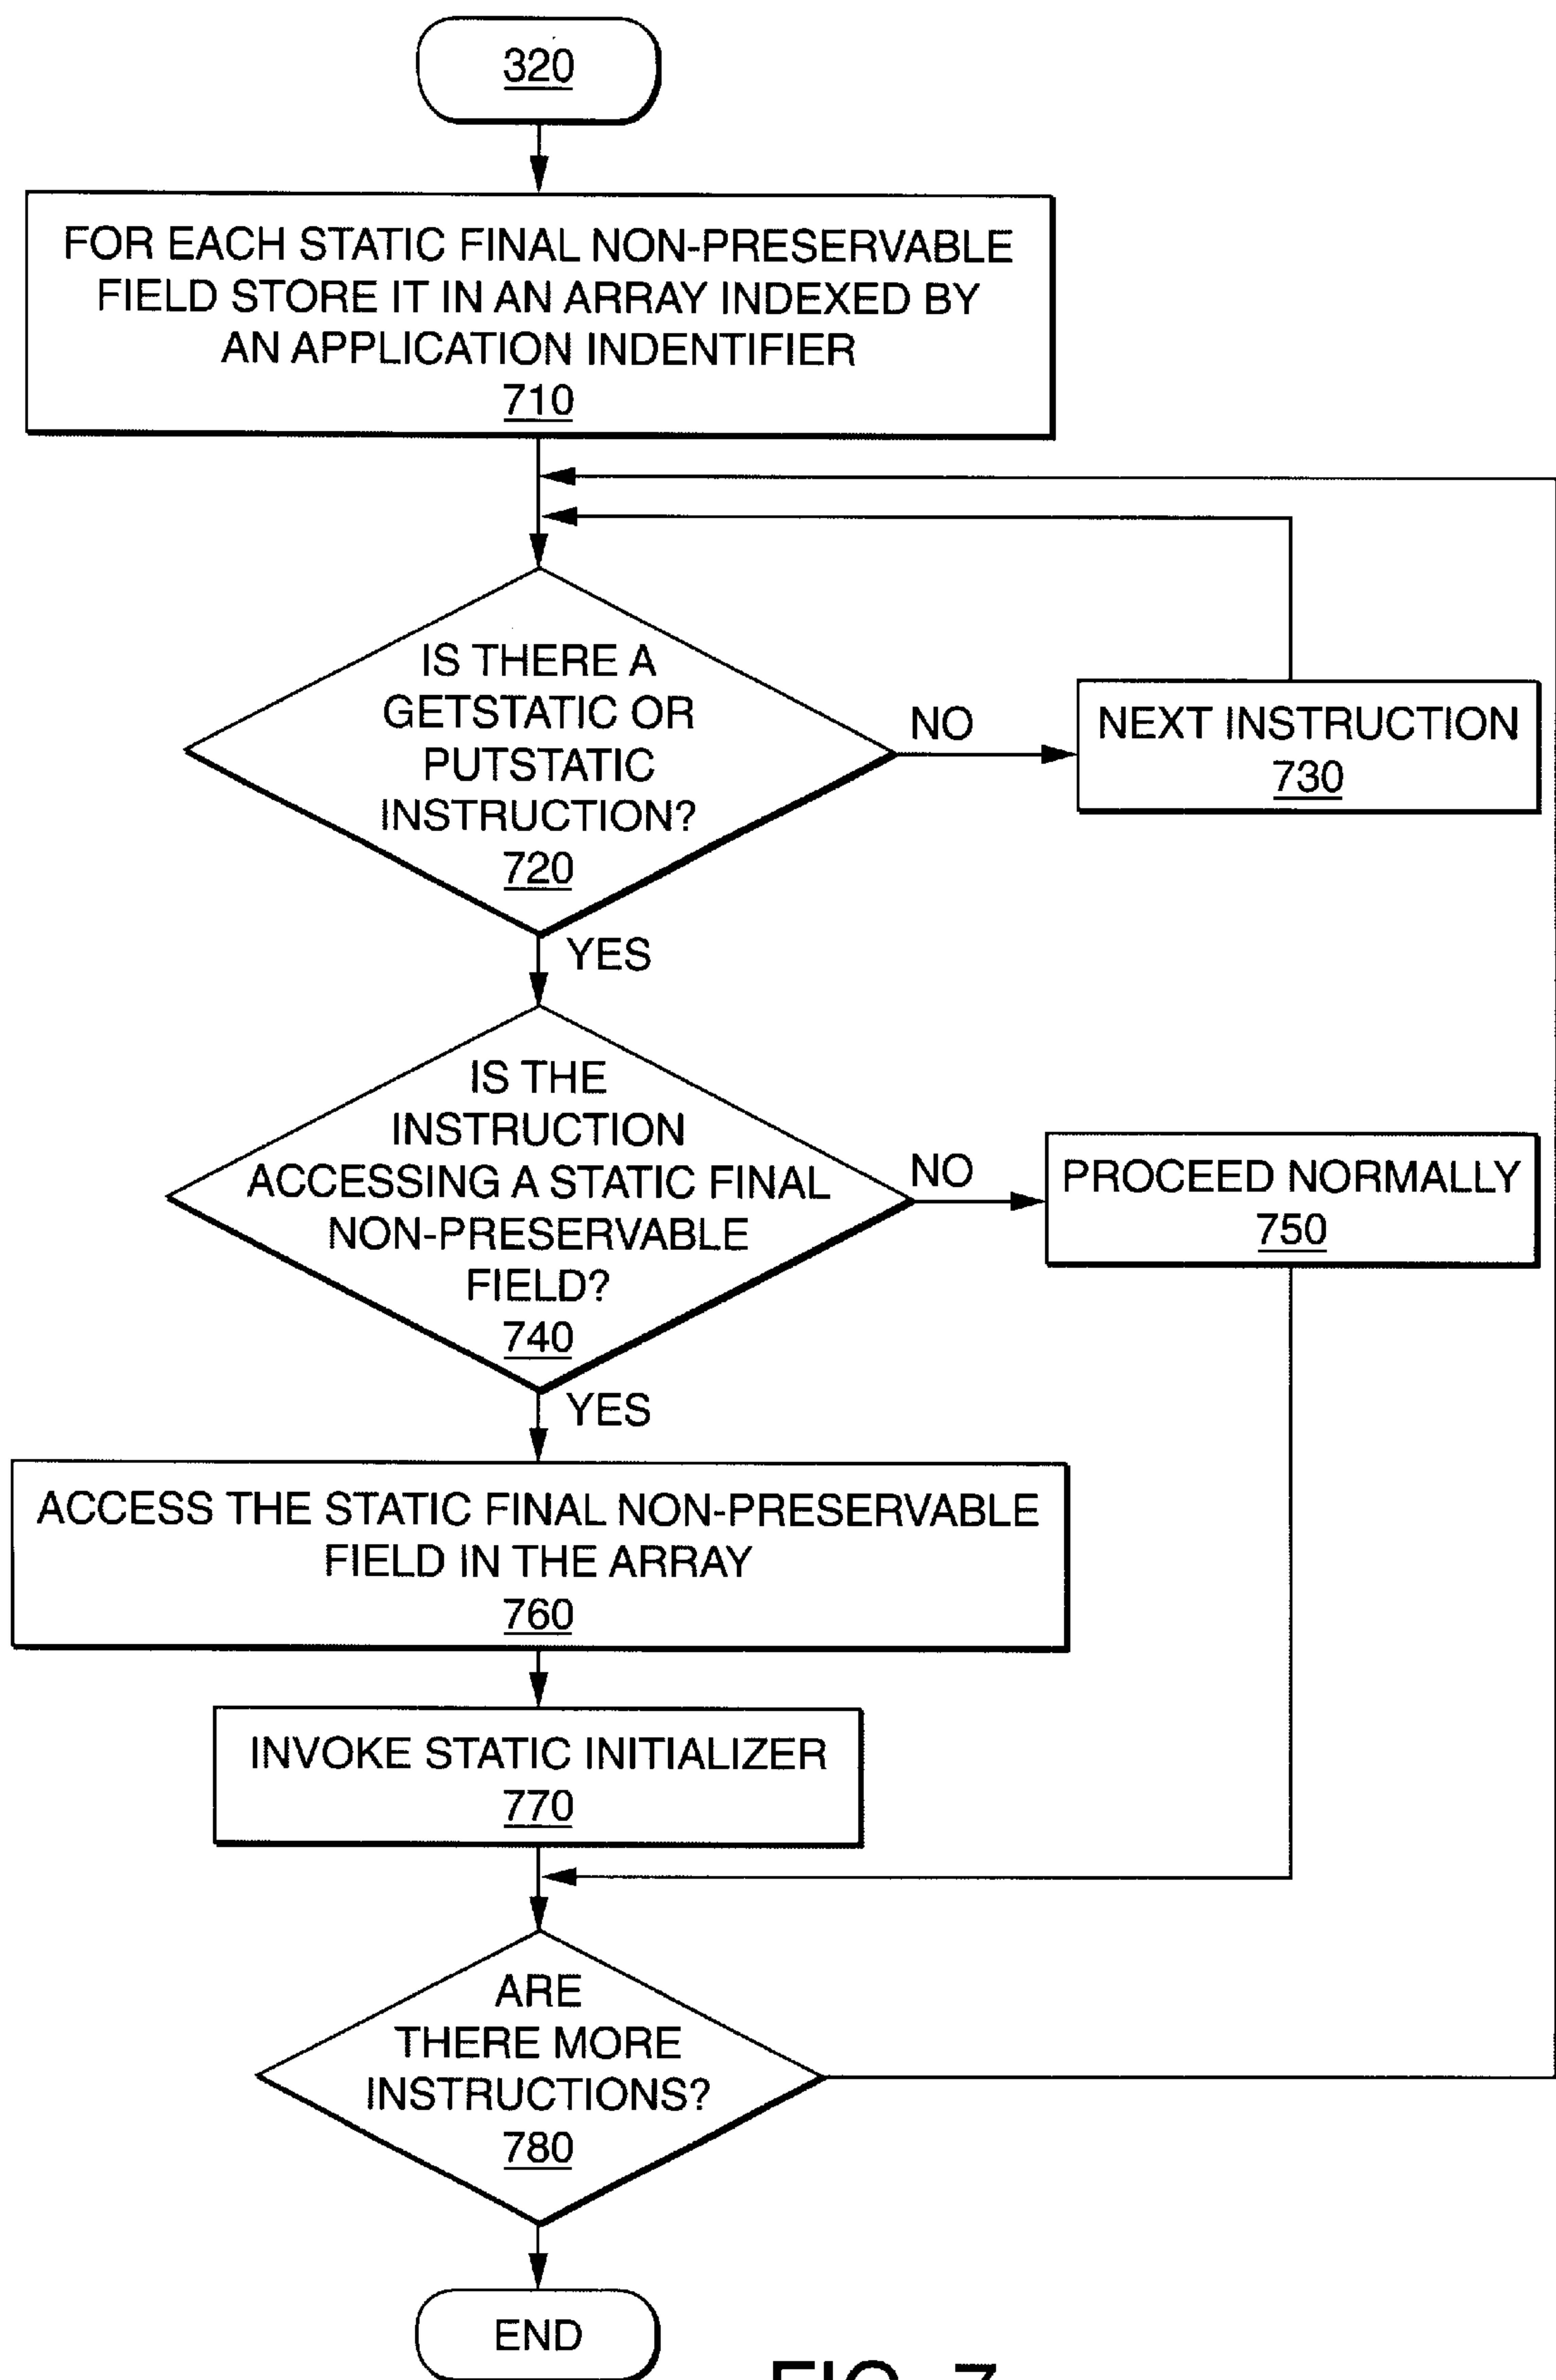 320
FOR EACH STATIC FINAL NON-PRESERVABLE
FIELD STORE IT IN AN ARRAY INDEXED BY
AN APPLICATION INDENTIFIER
710
IS THERE A
GETSTATIC OR
PUTSTATIC
INSTRUCTION?
720
NO
NEXT INSTRUCTION
730
YES
IS THE
INSTRUCTION
ACCESSING A STATIC FINAL
NON-PRESERVABLE
FIELD?
740
NO
PROCEED NORMALLY
750
YES
ACCESS THE STATIC FINAL NON-PRESERVABLE
FIELD IN THE ARRAY
760
INVOKE STATIC INITIALIZER
770
ARE
THERE MORE
INSTRUCTIONS?
780
END
FIG. 7